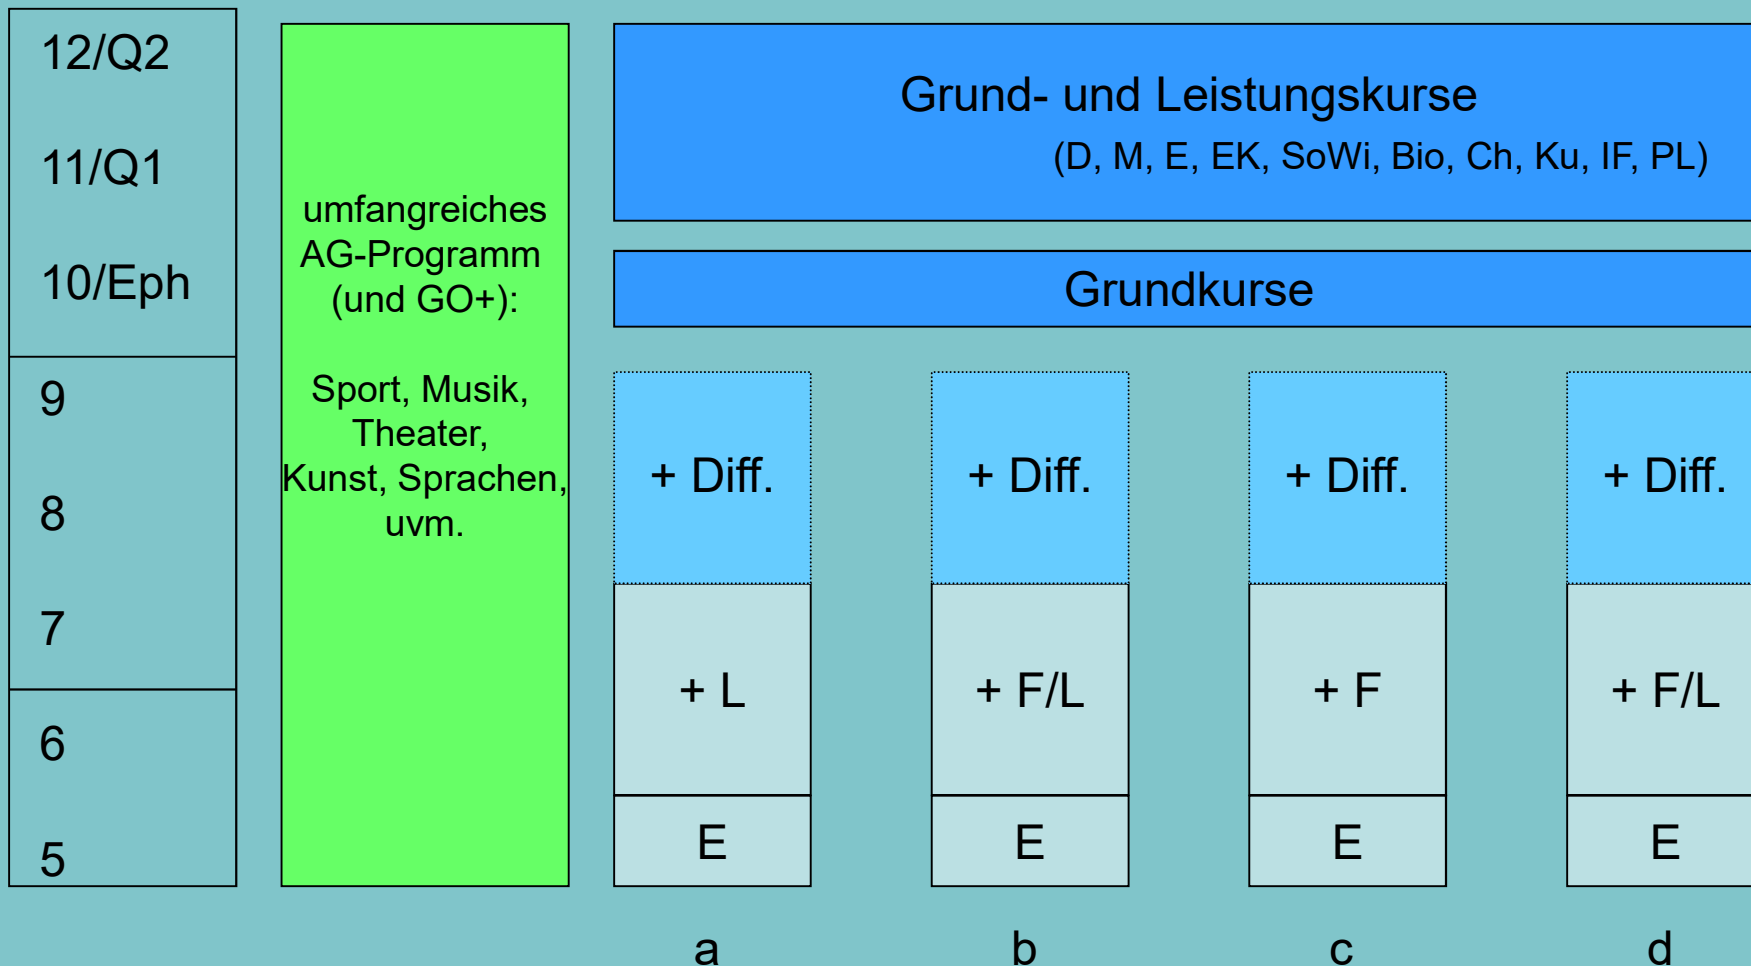 12/Q2
11/Q1
10/Eph
9
8
7
6
5
umfangreiches
AG-Programm
(und GO+):
Sport, Musik,
Theater,
Kunst, Sprachen,
uvm.
Grund- und Leistungskurse
(D, M, E, EK, SoWi, Bio, Ch, Ku, IF, PL)
Grundkurse
+ Diff.
+ Diff.
+ Diff.
+ Diff.
+ L
+ F/L
+ F
+ F/L
E
E
E
E
a
b
c
d